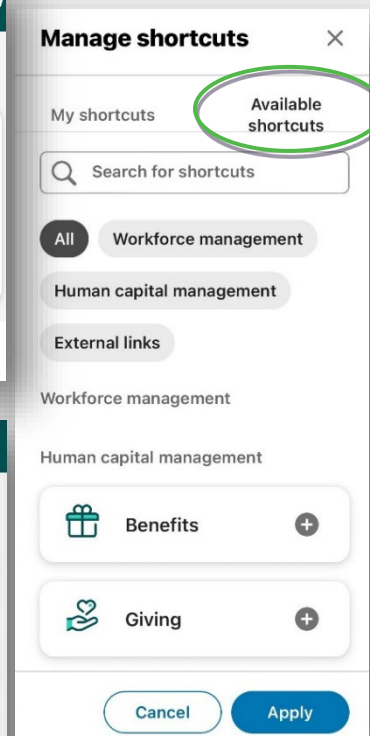 Manage shortcuts
My shortcuts
Available
shortcuts
Search for shortcuts
All
Workforce management
Human capital management
External links
Workforce management
Human capital management
Benefits
Giving
Cancel
Apply